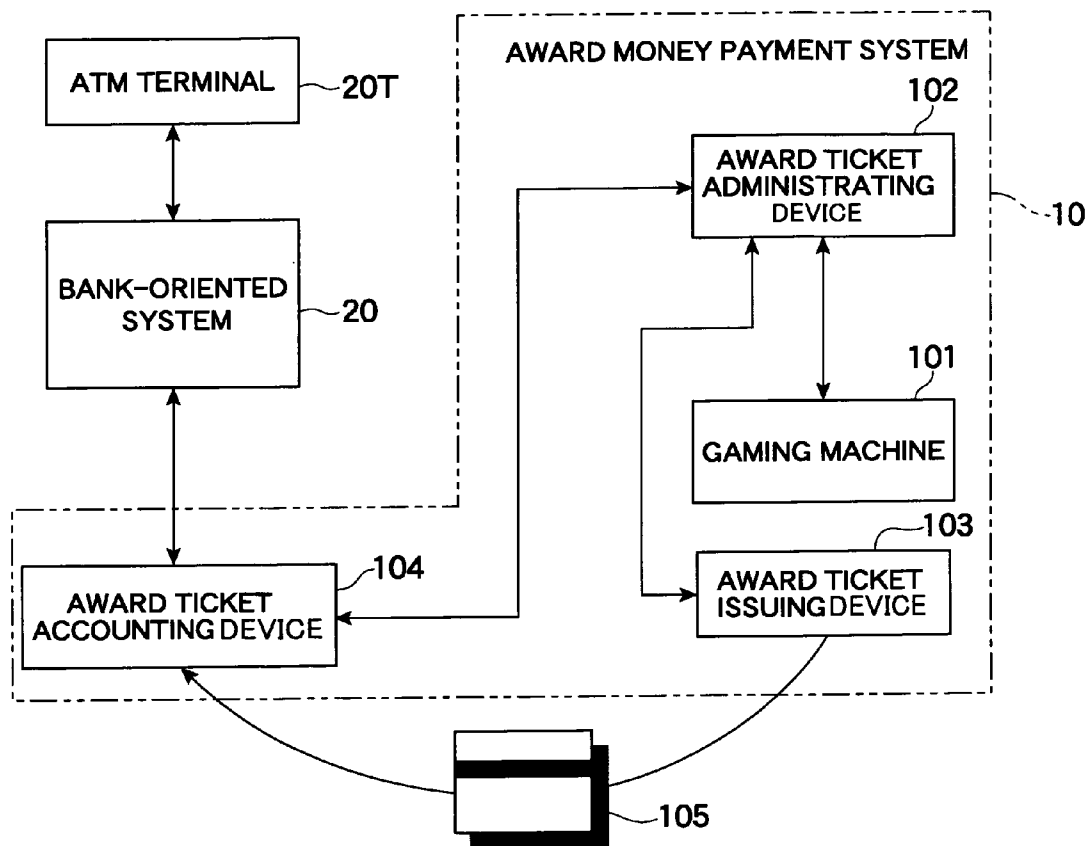 AWARD MONEY PAYMENT SYSTEM
ATM TERMINAL
20T
102
AWARD TICKET
ADMINISTRATING
DEVICE
10
BANK-ORIENTED
SYSTEM
20
101
GAMING MACHINE
103
AWARD TICKET
ISSUING DEVICE
104
AWARD TICKET
ACCOUNTING DEVICE
105